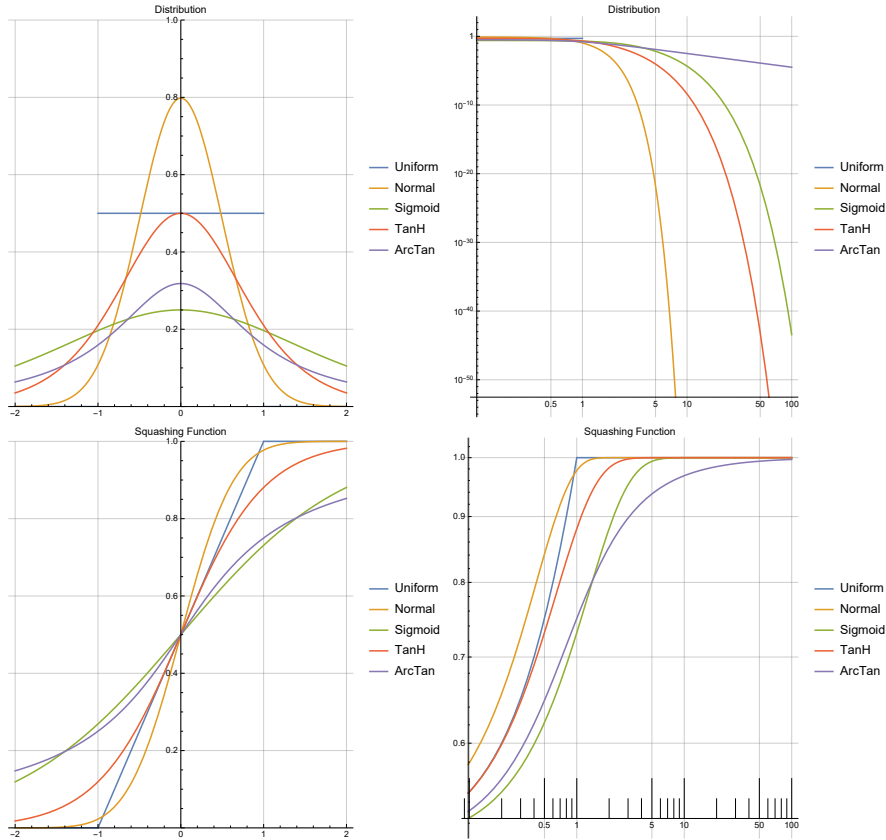 Distribution
1.0
0.8
0.6
0.4
0.2
−2 −1 0 1 2
Uniform
Normal
Sigmoid
TanH
ArcTan
Distribution
1
10⁻¹⁰
10⁻²⁰
10⁻³⁰
10⁻⁴⁰
10⁻⁵⁰
0.5 1 5 10 50 100
Uniform
Normal
Sigmoid
TanH
ArcTan
Squashing Function
1.0
0.8
0.6
0.4
0.2
−2 −1 0 1 2
Uniform
Normal
Sigmoid
TanH
ArcTan
Squashing Function
1.0
0.9
0.8
0.7
0.6
0.5 1 5 10 50 100
Uniform
Normal
Sigmoid
TanH
ArcTan